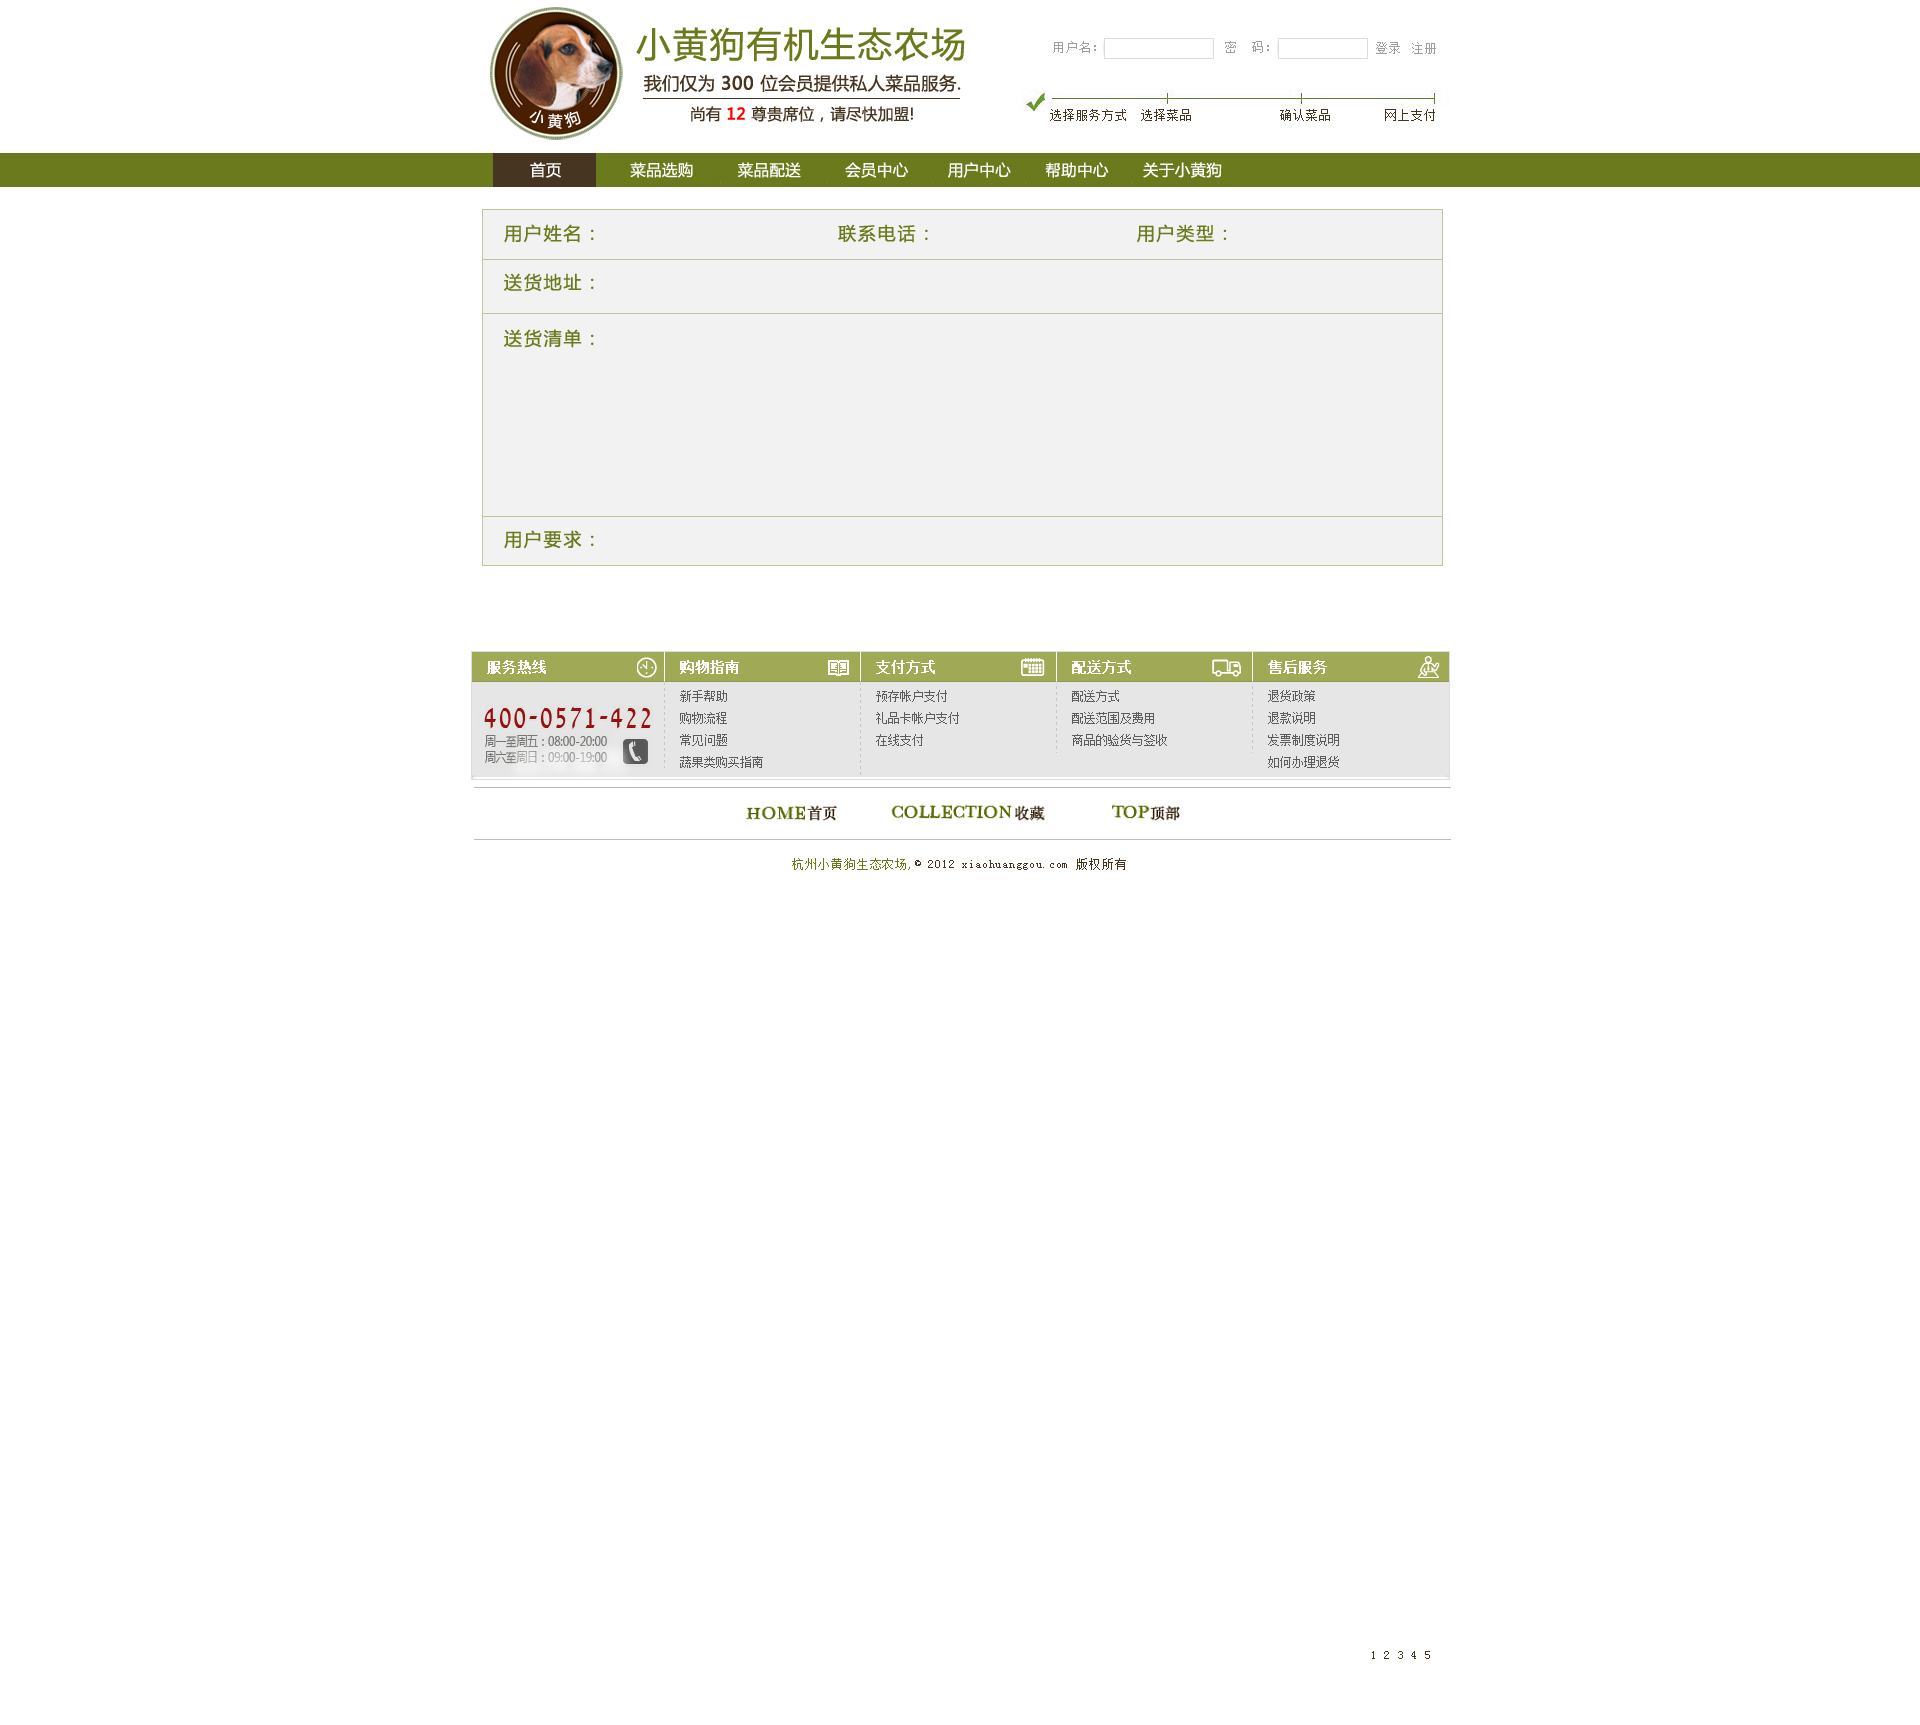 小黄狗
小黄狗有机生态农场
我们仅为 300 位会员提供私人菜品服务.
尚有 12 尊贵席位，请尽快加盟!
用户名: 密 码: 登录 注册
选择服务方式 选择菜品 确认菜品 网上支付
首页 菜品选购 菜品配送 会员中心 用户中心 帮助中心 关于小黄狗
用户姓名： 联系电话： 用户类型：
送货地址：
送货清单：
用户要求：
服务热线
400-0571-422
周一至周五：08:00-20:00
周六至周日：09:00-19:00
购物指南
新手帮助
购物流程
常见问题
蔬果类购买指南
支付方式
预存帐户支付
礼品卡帐户支付
在线支付
配送方式
配送方式
配送范围及费用
商品的验货与签收
售后服务
退货政策
退款说明
发票制度说明
如何办理退货
HOME首页 COLLECTION收藏 TOP顶部
杭州小黄狗生态农场,© 2012 xiaohuanggou.com 版权所有
1 2 3 4 5